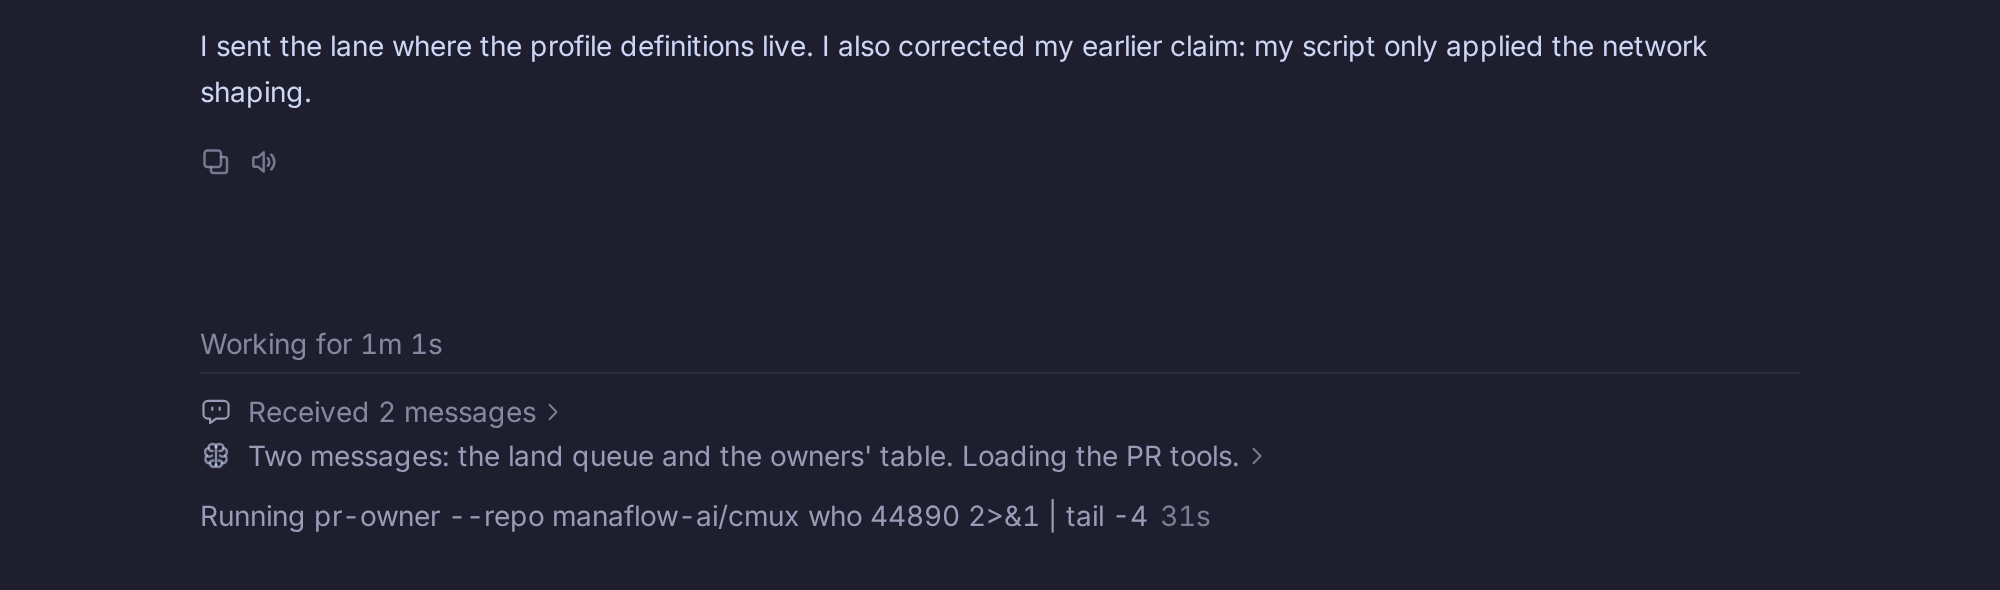 I sent the lane where the profile definitions live. I also corrected my earlier claim: my script only applied the network
shaping.
Working for 1m 1s
Received 2 messages
Two messages: the land queue and the owners' table. Loading the PR tools.
Running pr-owner --repo manaflow-ai/cmux who 44890 2>&1 | tail -4 31s